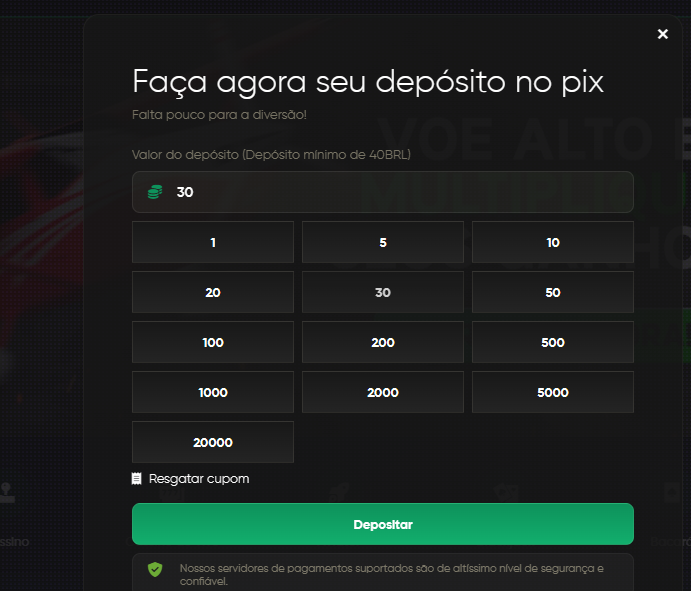 Faça agora seu depósito no pix
Falta pouco para a diversão!
VOE ALTO
Valor do depósito (Depósito mínimo de 40BRL)
30
1 5 10
20 30 50
100 200 500
1000 2000 5000
20000
Resgatar cupom
Depositar
Nossos servidores de pagamentos suportados são de altíssimo nível de segurança e
confiável.